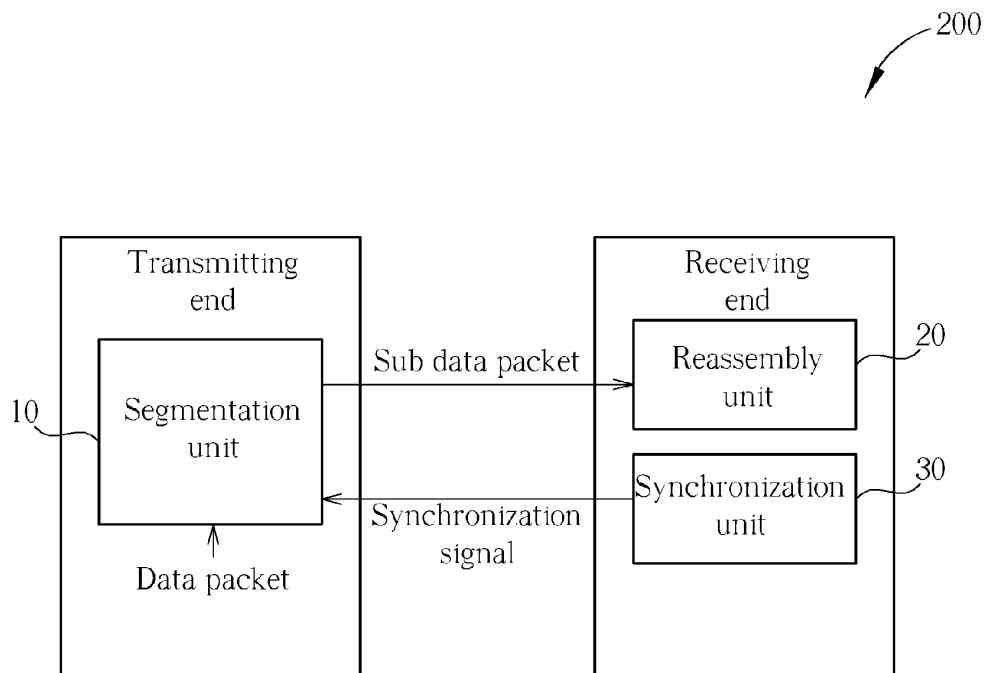 200
Transmitting
end
Receiving
end
Sub data packet
Reassembly
unit
20
10
Segmentation
unit
Synchronization
signal
Synchronization
unit
30
Data packet